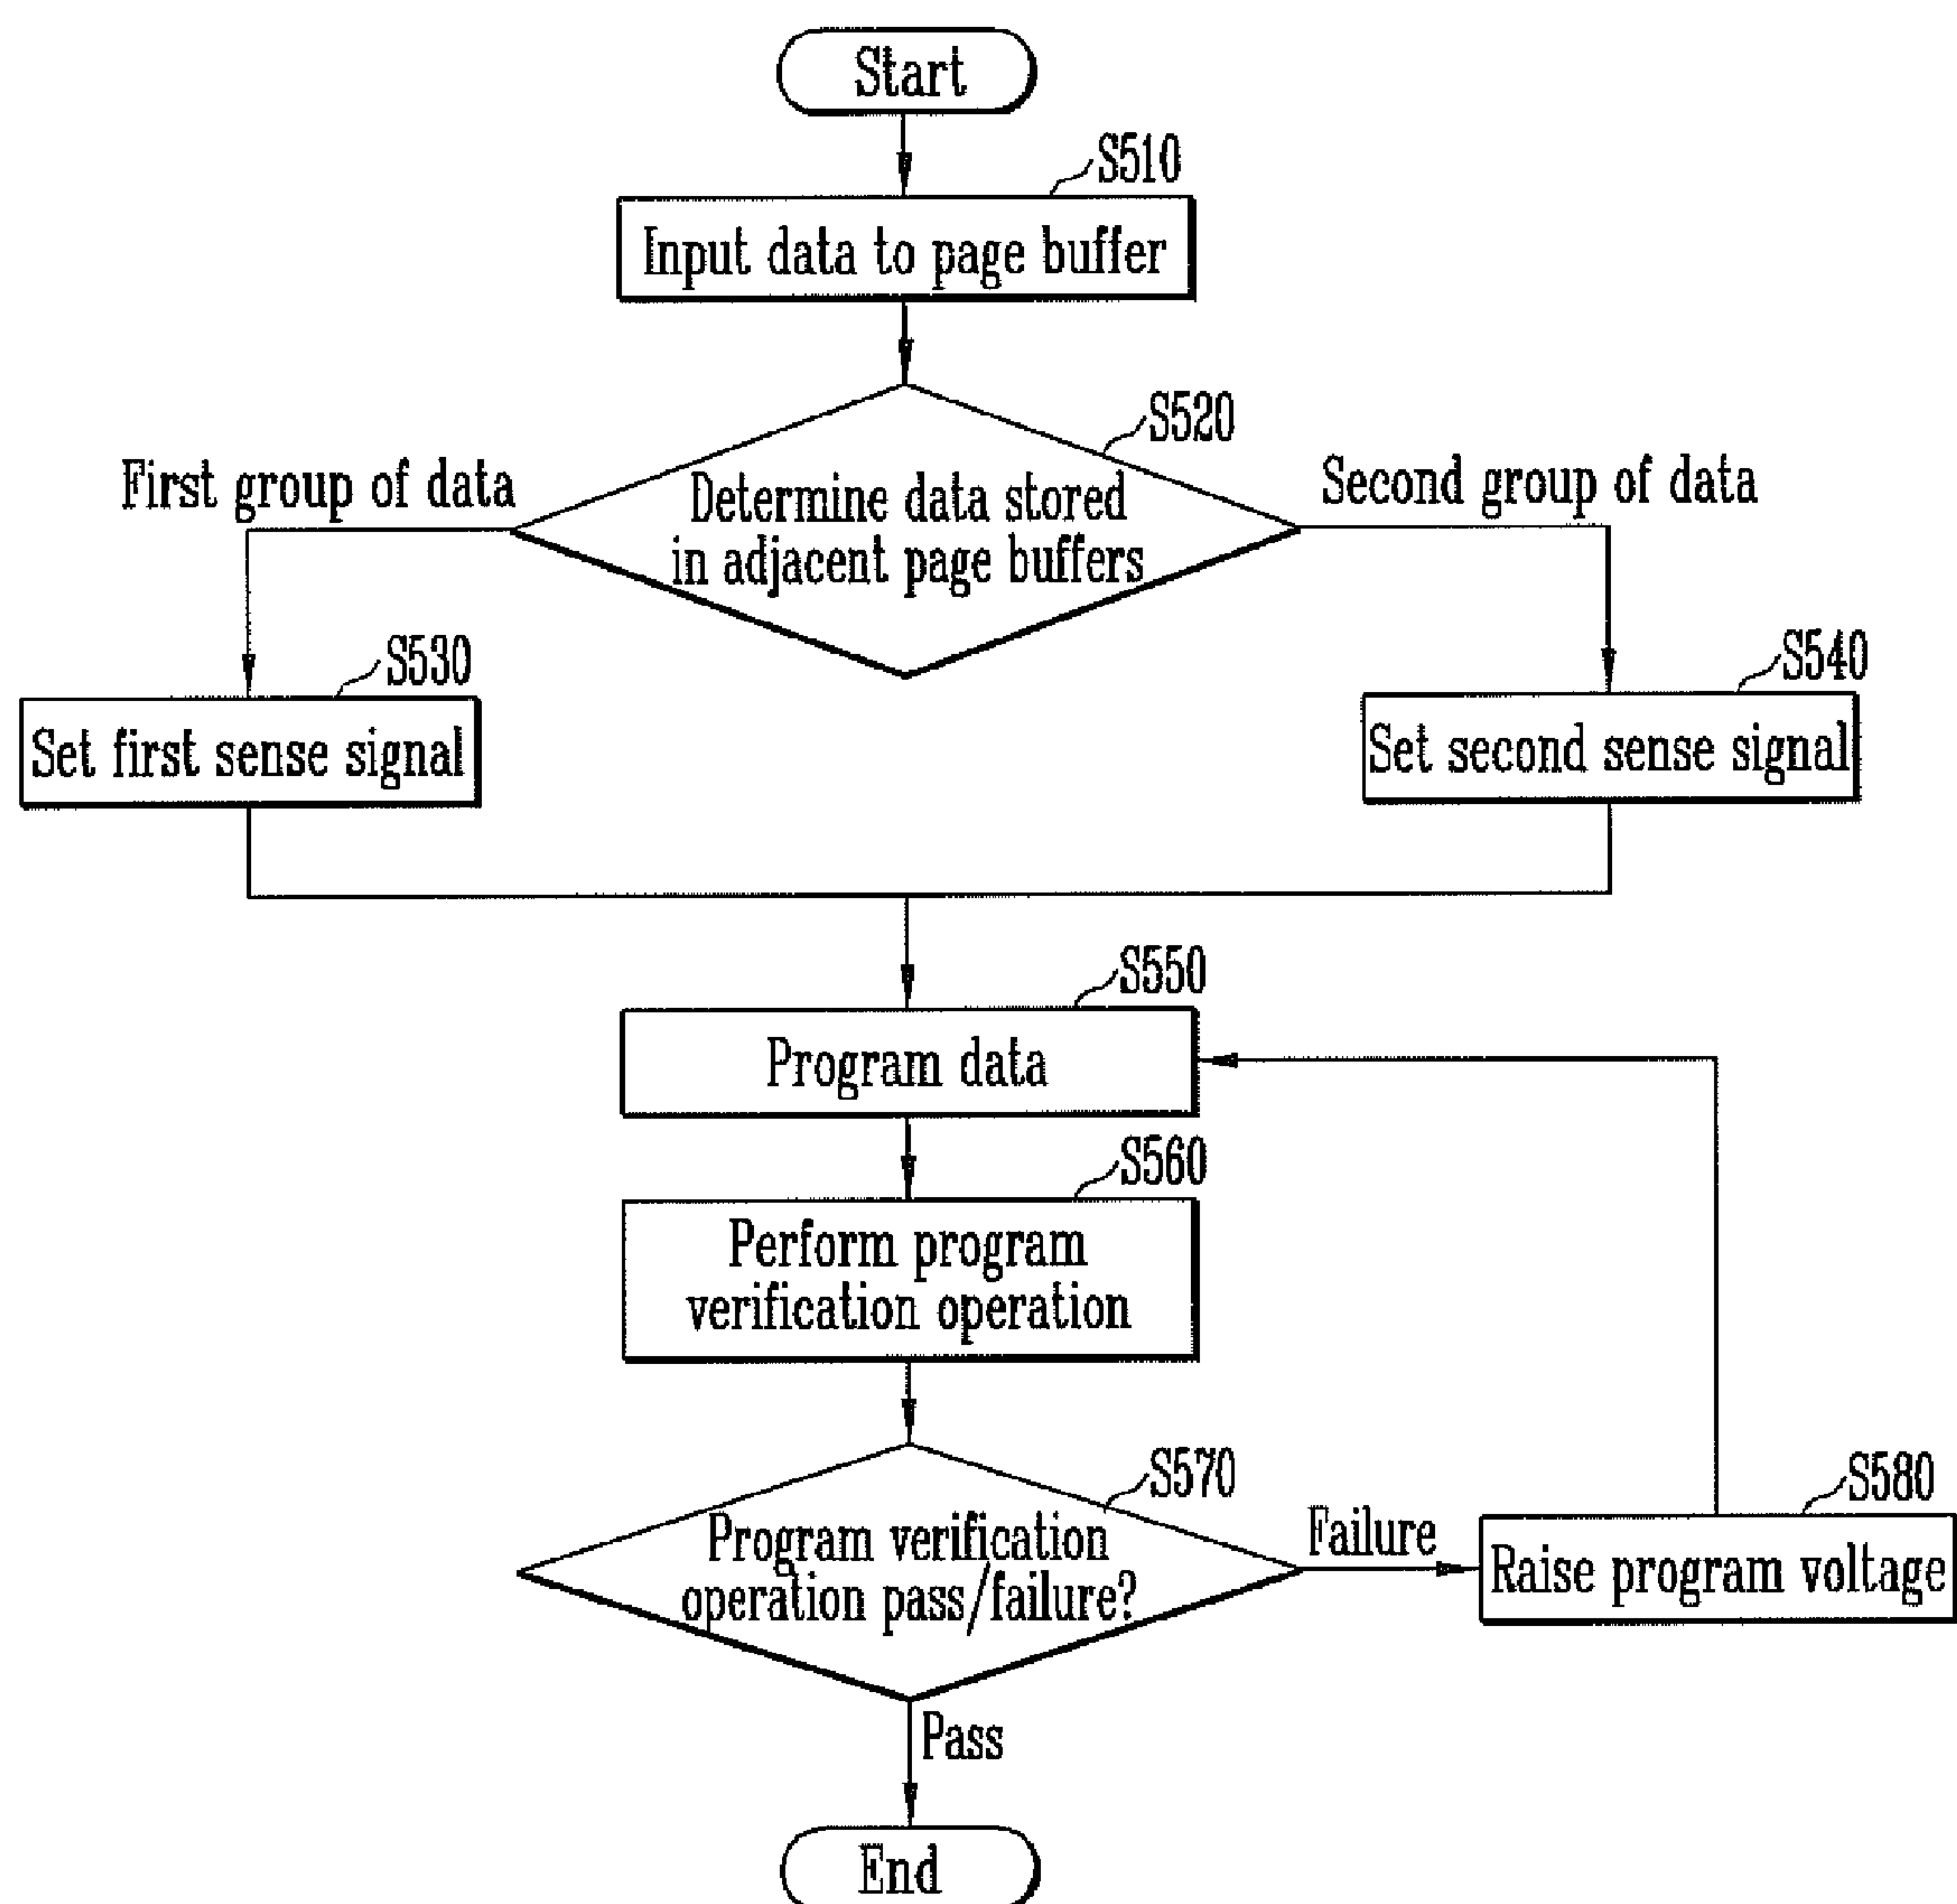 Start
S510
Input data to page buffer
S520
First group of data
Second group of data
Determine data stored
in adjacent page buffers
S530
S540
Set first sense signal
Set second sense signal
S550
Program data
S560
Perform program
verification operation
S570
S580
Program verification
operation pass/failure?
Failure
Raise program voltage
Pass
End